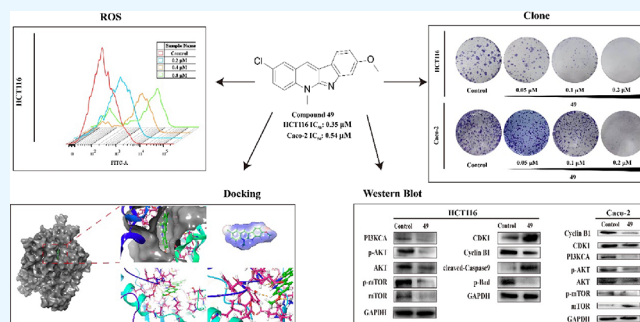 ROS
HCT116
Sample Name
Control
0.2 μM
0.4 μM
0.8 μM
FITC-A
Cl
O
N
N
Compound 49
HCT116 IC50: 0.35 μM
Caco-2 IC50: 0.54 μM
Clone
HCT116
Control
0.05 μM
0.1 μM
0.2 μM
49
Caco-2
Control
0.05 μM
0.1 μM
0.2 μM
49
Docking
Western Blot
HCT116
Control 49
PI3KCA
p-AKT
AKT
p-mTOR
mTOR
GAPDH
Control 49
CDK1
Cyclin B1
cleaved-Caspase9
p-Bad
GAPDH
Cacu-2
Control 49
Cyclin B1
CDK1
PI3KCA
p-AKT
AKT
p-mTOR
mTOR
GAPDH